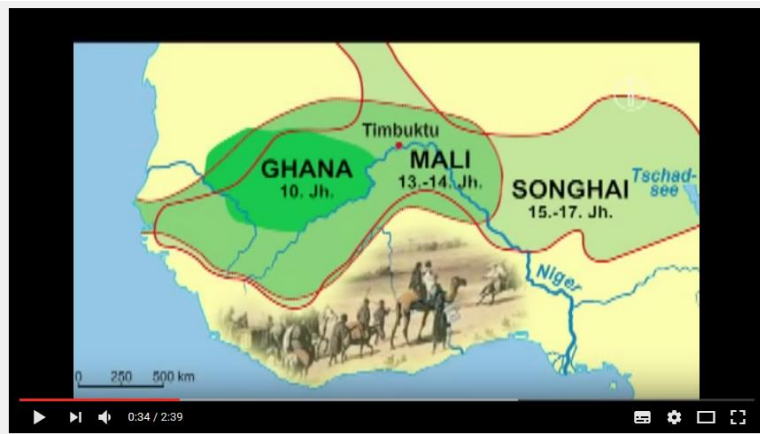 Timbuktu
GHANA
10. Jh.
MALI
13.-14. Jh.
SONGHAI
15.-17. Jh.
Tschad-
see
Niger
0 250 500 km
0:34 / 2:39